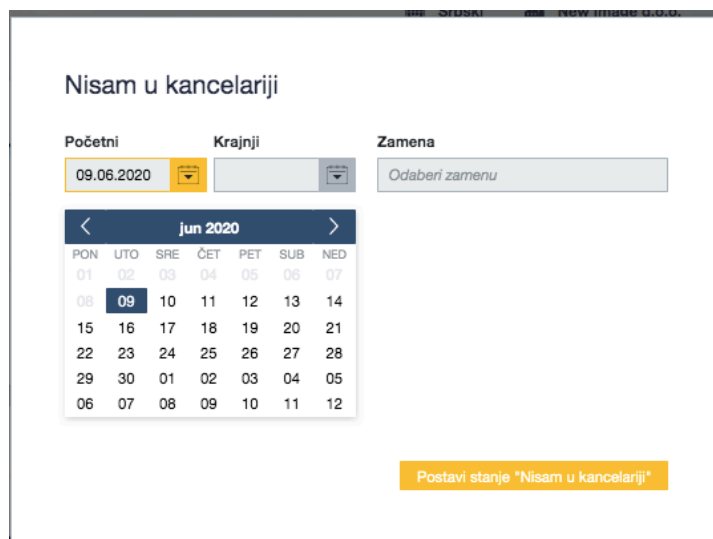 Srpski New Image d.o.o.
Nisam u kancelariji
Početni Krajnji Zamena
09.06.2020 Odaberi zamenu
jun 2020
PON UTO SRE ČET PET SUB NED
01 02 03 04 05 06 07
08 09 10 11 12 13 14
15 16 17 18 19 20 21
22 23 24 25 26 27 28
29 30 01 02 03 04 05
06 07 08 09 10 11 12
Postavi stanje "Nisam u kancelariji"